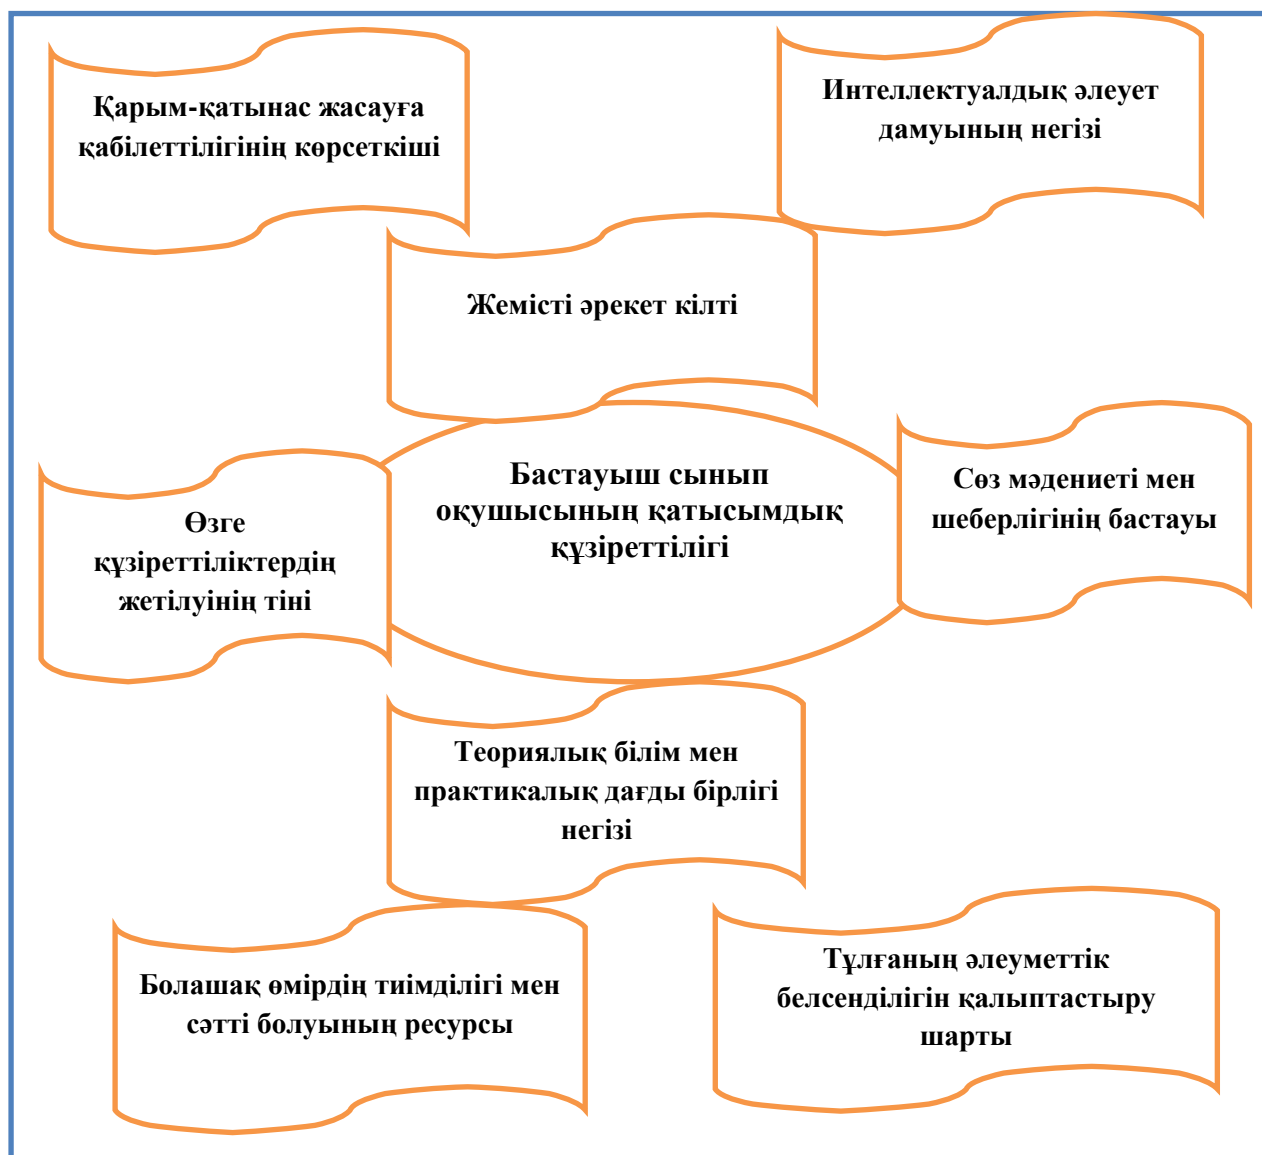 Қарым-қатынас жасауға
қабілеттілігінің көрсеткіші
Интеллектуалдық әлеует
дамуының негізі
Жемісті әрекет кілті
Бастауыш сынып
оқушысының қатысымдық
құзіреттілігі
Сөз мәдениеті мен
шеберлігінің бастауы
Өзге
құзіреттіліктердің
жетілуінің тіні
Теориялық білім мен
практикалық дағды бірлігі
негізі
Болашақ өмірдің тиімділігі мен
сәтті болуының ресурсы
Тұлғаның әлеуметтік
белсенділігін қалыптастыру
шарты